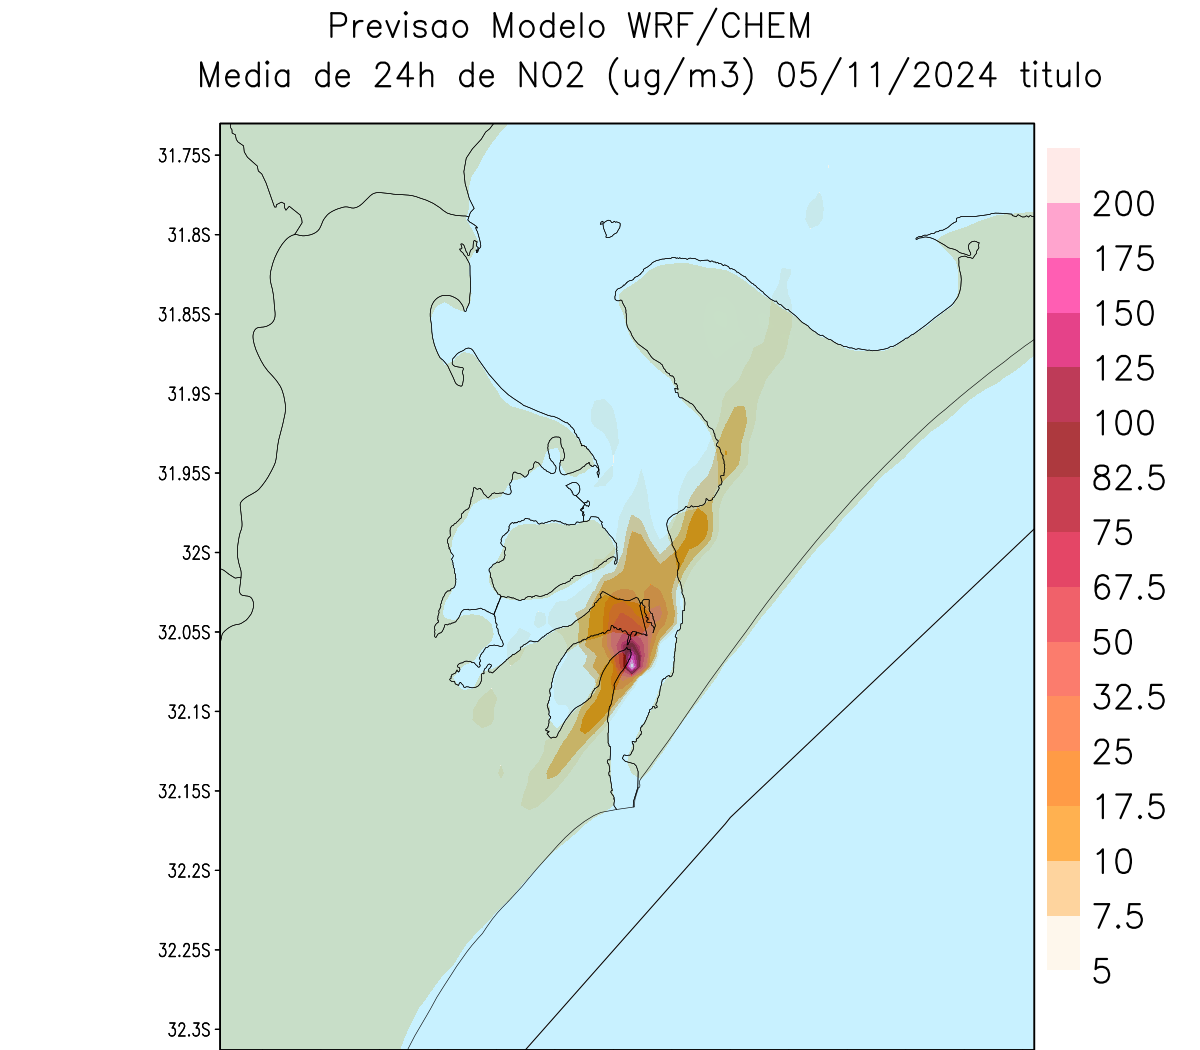 Previsao Modelo WRF/CHEM
Media de 24h de NO2 (ug/m3) 05/11/2024 titulo
31.75S
31.8S
31.85S
31.9S
31.95S
32S
32.05S
32.1S
32.15S
32.2S
32.25S
32.3S
200
175
150
125
100
82.5
75
67.5
50
32.5
25
17.5
10
7.5
5